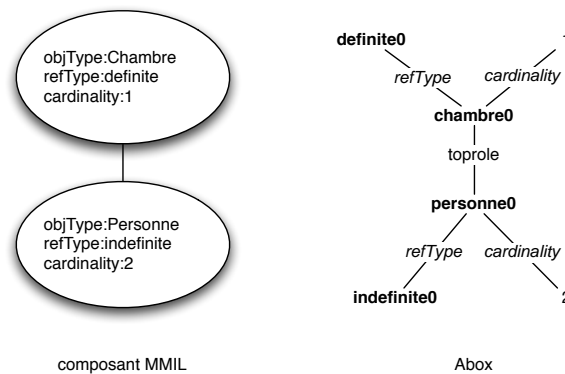 objType:Chambre
refType:definite
cardinality:1
objType:Personne
refType:indefinite
cardinality:2
composant MMIL
definite0
refType
cardinality
chambre0
toprole
personne0
refType
cardinality
indefinite0
Abox